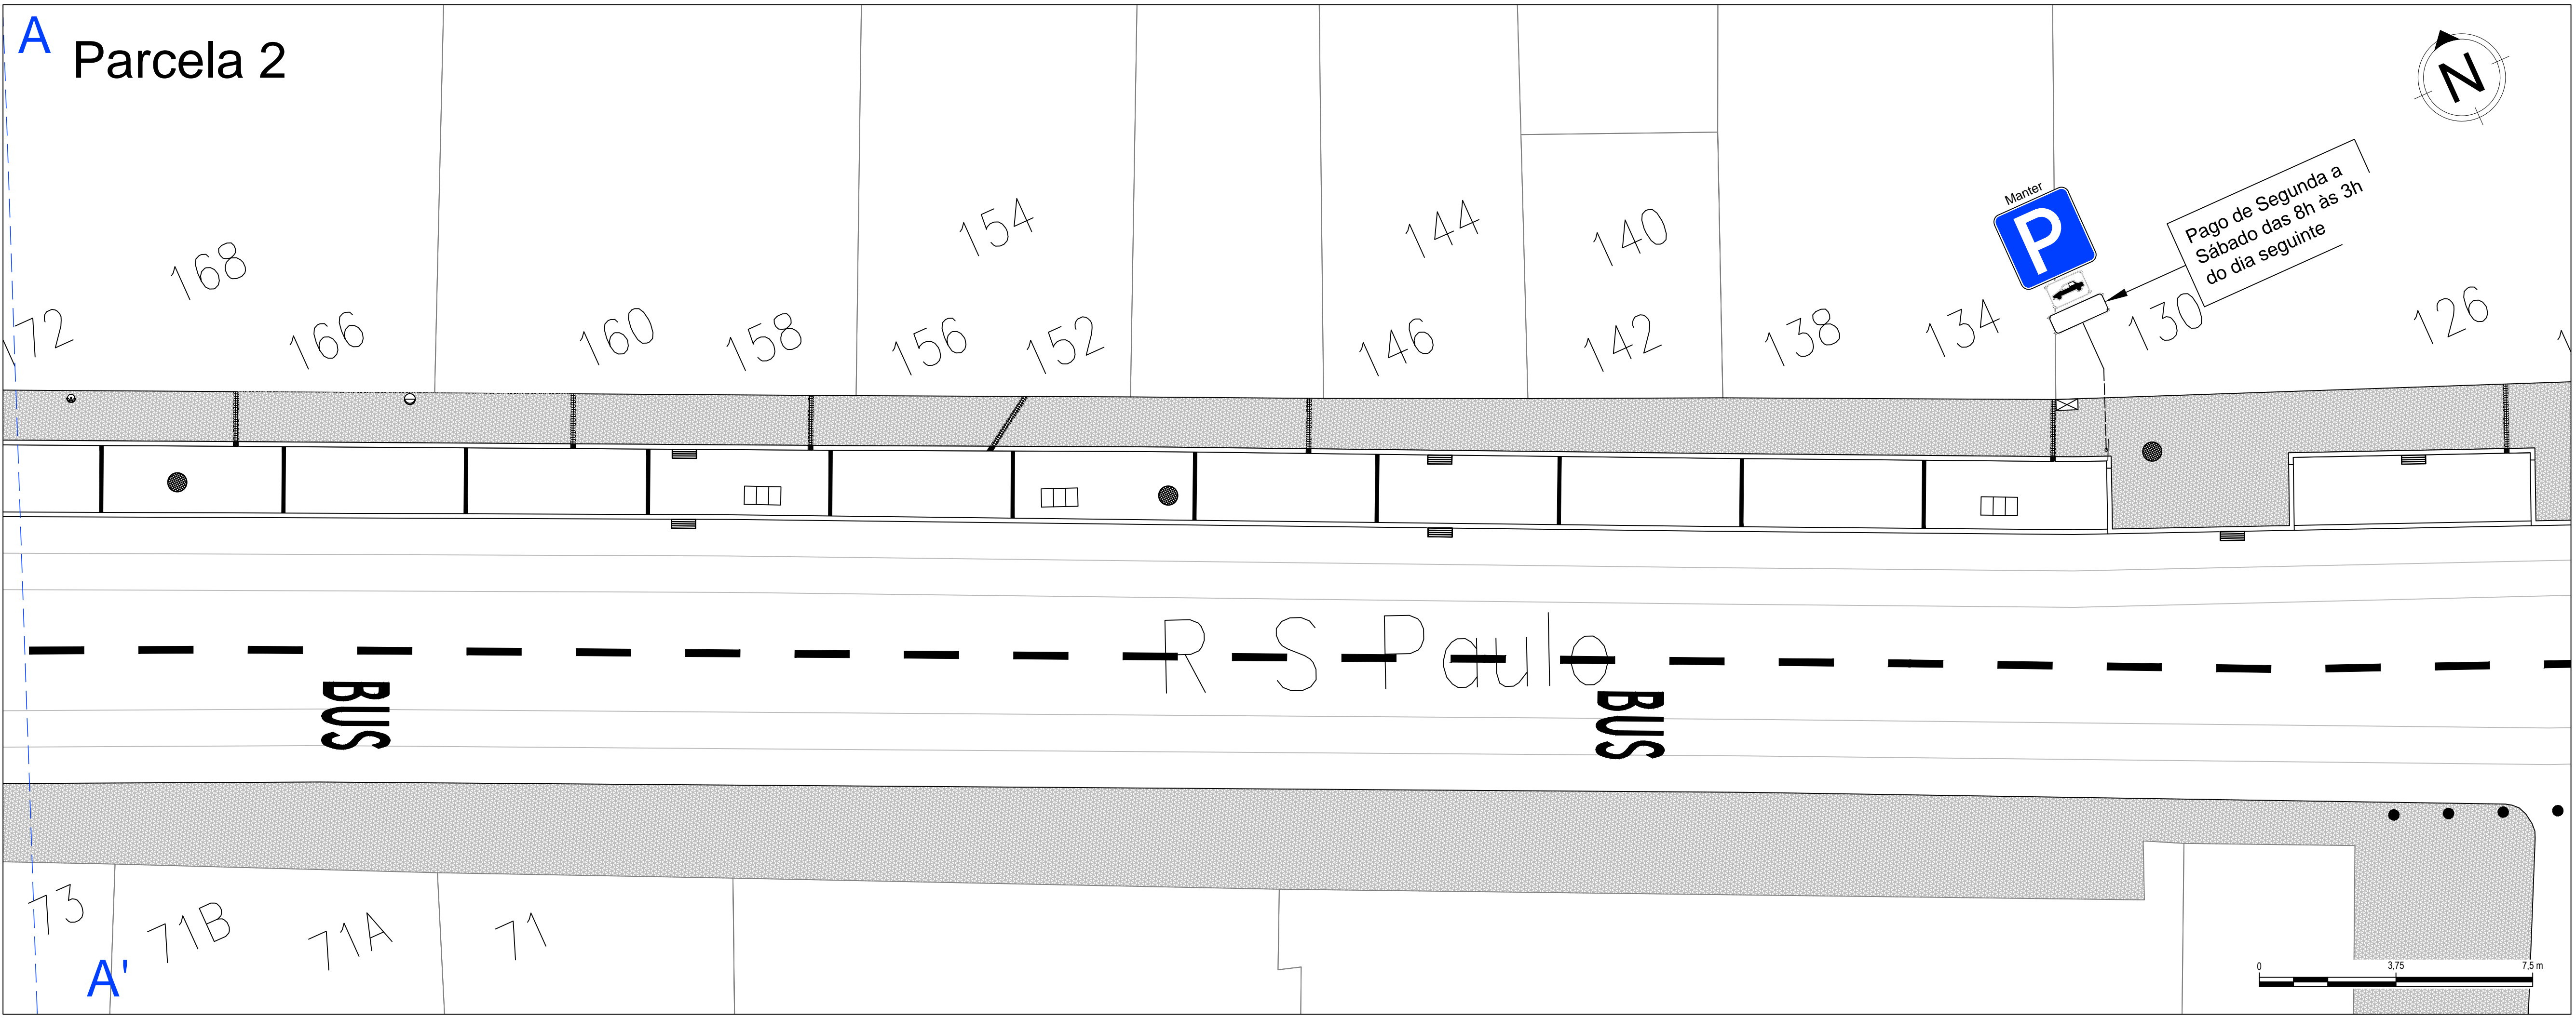 A
Parcela 2
N
Manter
P
Pago de Segunda a
Sábado das 8h às 3h
do dia seguinte
154
144
140
168
72
166
160
158
156
152
146
142
138
134
130
126
R S Paulo
BUS
BUS
73
71B
71A
71
A'
0 3,75 7,5 m